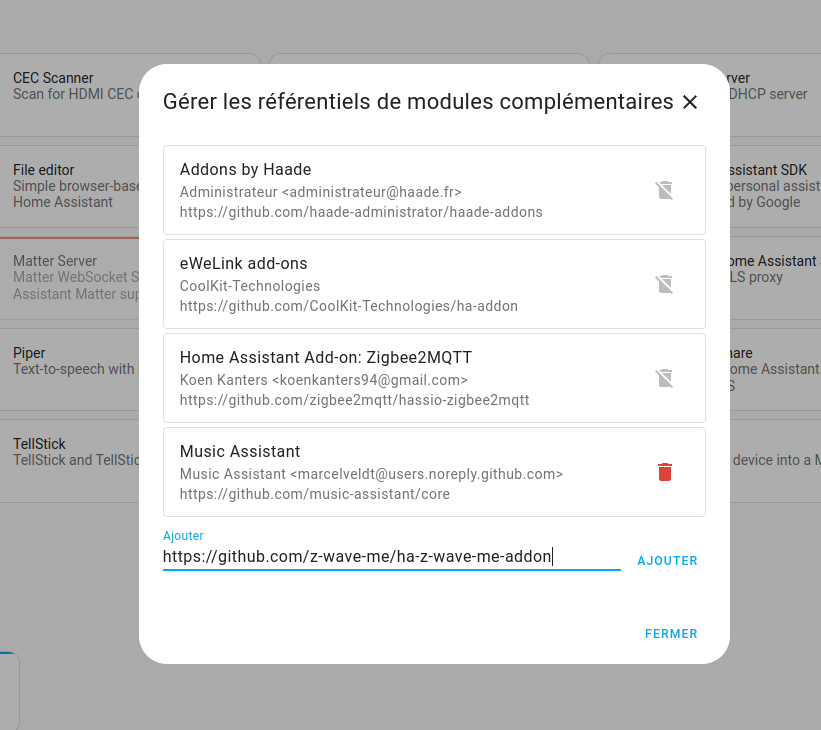 Gérer les référentiels de modules complémentaires
Addons by Haade
Administrateur <administrateur@haade.fr>
https://github.com/haade-administrator/haade-addons
eWeLink add-ons
CoolKit-Technologies
https://github.com/CoolKit-Technologies/ha-addon
Home Assistant Add-on: Zigbee2MQTT
Koen Kanters <koenkanters94@gmail.com>
https://github.com/zigbee2mqtt/hassio-zigbee2mqtt
Music Assistant
Music Assistant <marcelveldt@users.noreply.github.com>
https://github.com/music-assistant/core
Ajouter
https://github.com/z-wave-me/ha-z-wave-me-addon
AJOUTER
FERMER
CEC Scanner
Scan for HDMI CEC
File editor
Simple browser-base
Home Assistant
Matter Server
Matter WebSocket S
Assistant Matter sup
Piper
Text-to-speech with
TellStick
TellStick and TellStic
rver
DHCP server
ssistant SDK
personal assist
d by Google
ome Assistant
LS proxy
are
ome Assistant
S
device into a M